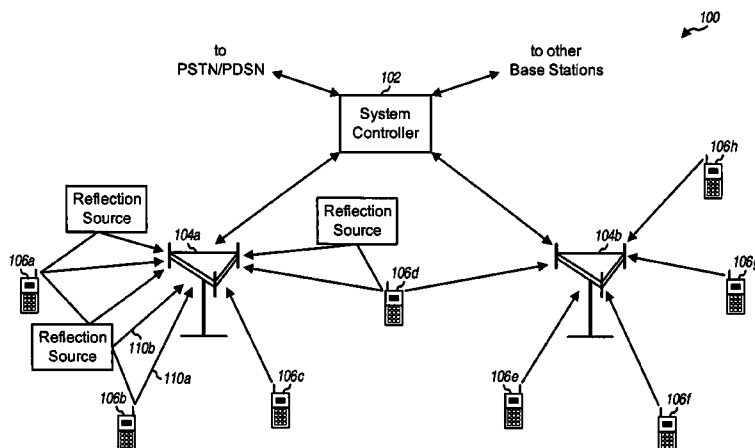 100
to
PSTN/PDSN
to other
Base Stations
102
System
Controller
106h
Reflection
Source
104a
Reflection
Source
104b
106a
106d
Reflection
Source
110b
110a
106c
106e
106b
106f